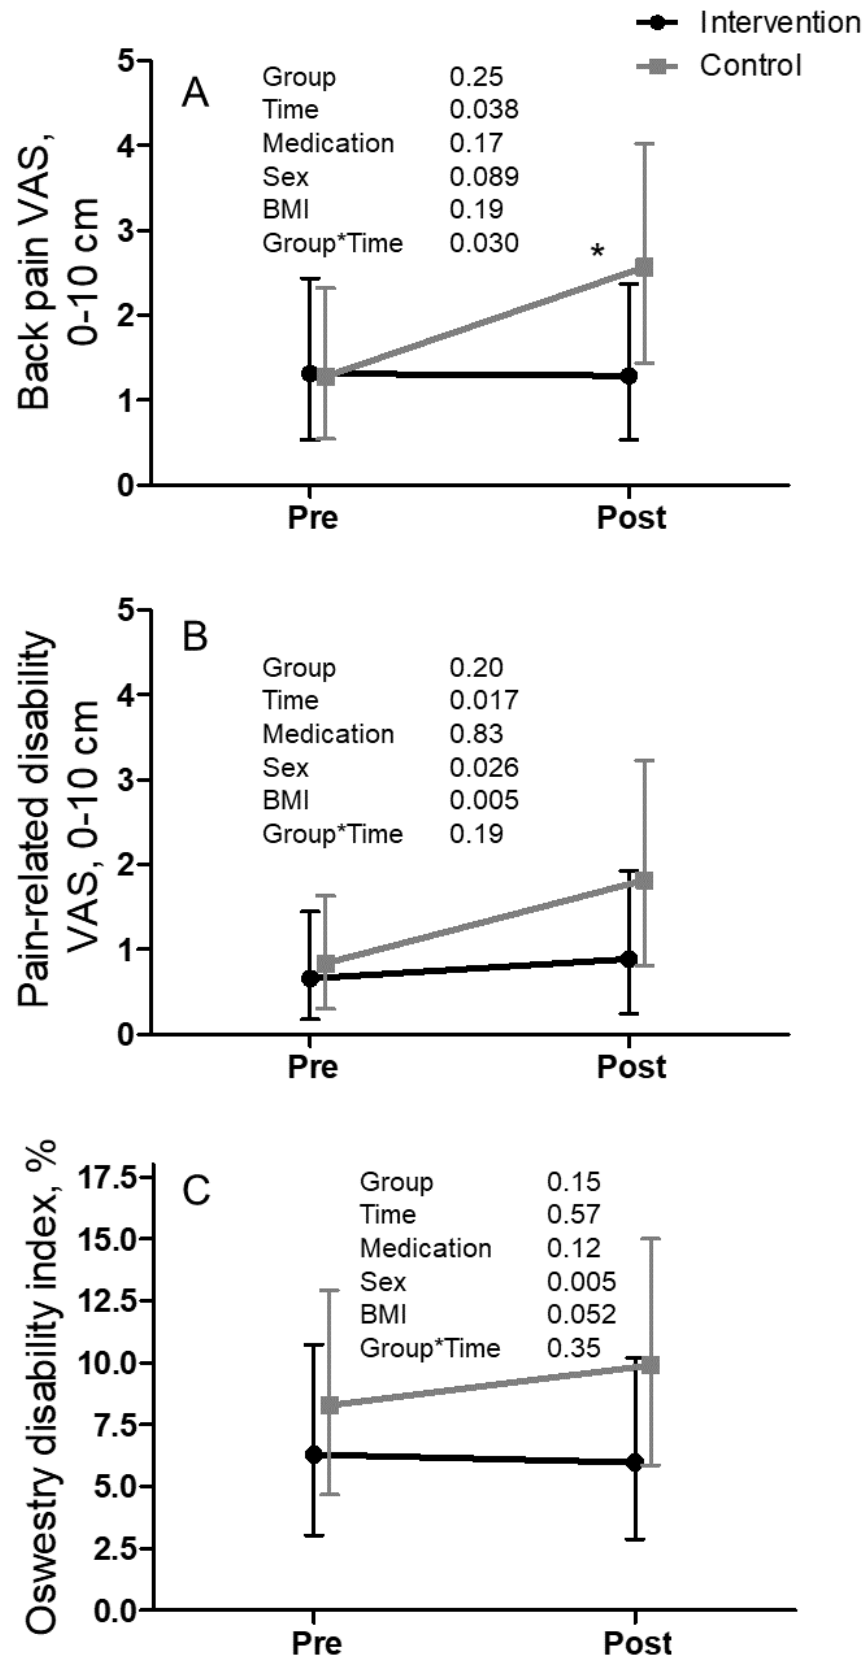 Intervention
Control
A
Group 0.25
Time 0.038
Medication 0.17
Sex 0.089
BMI 0.19
Group*Time 0.030
*
Back pain VAS,
0-10 cm
5
4
3
2
1
0
Pre Post
B
Group 0.20
Time 0.017
Medication 0.83
Sex 0.026
BMI 0.005
Group*Time 0.19
Pain-related disability
VAS, 0-10 cm
5
4
3
2
1
0
Pre Post
C
Group 0.15
Time 0.57
Medication 0.12
Sex 0.005
BMI 0.052
Group*Time 0.35
Oswestry disability index, %
17.5
15.0
12.5
10.0
7.5
5.0
2.5
0.0
Pre Post